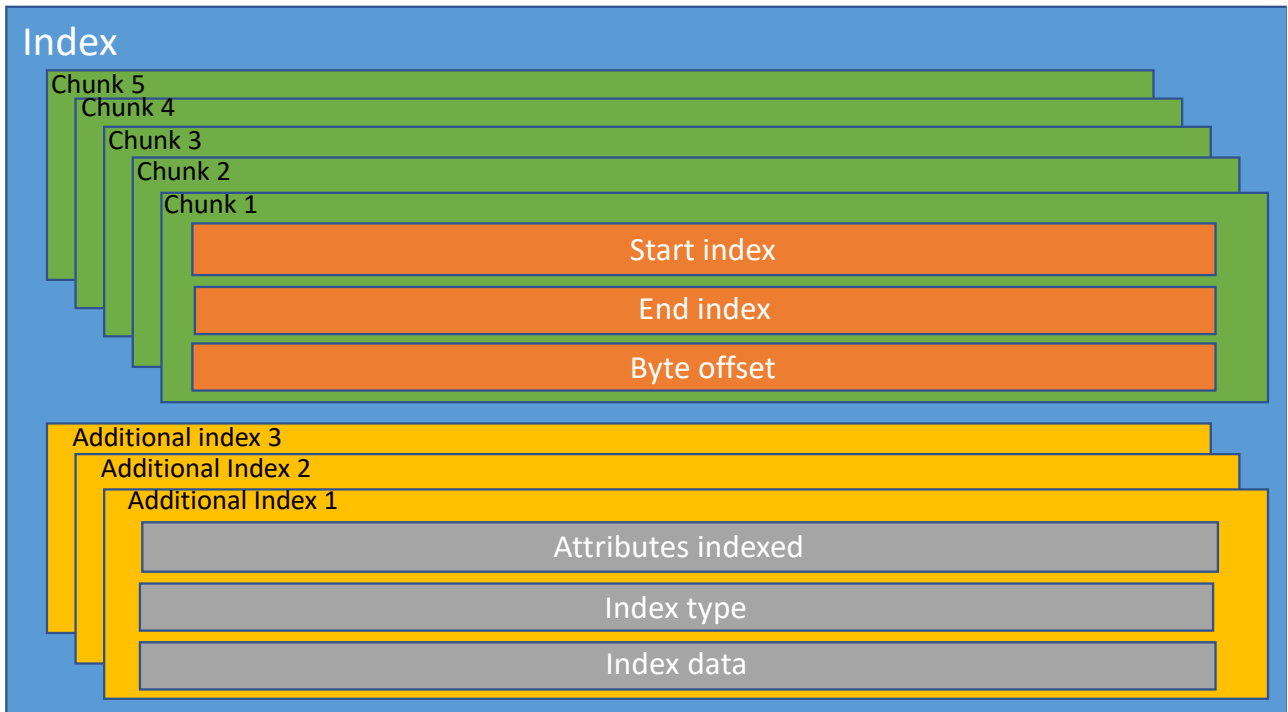 Index
Chunk 5
Chunk 4
Chunk 3
Chunk 2
Chunk 1
Start index
End index
Byte offset
Additional index 3
Additional Index 2
Additional Index 1
Attributes indexed
Index type
Index data